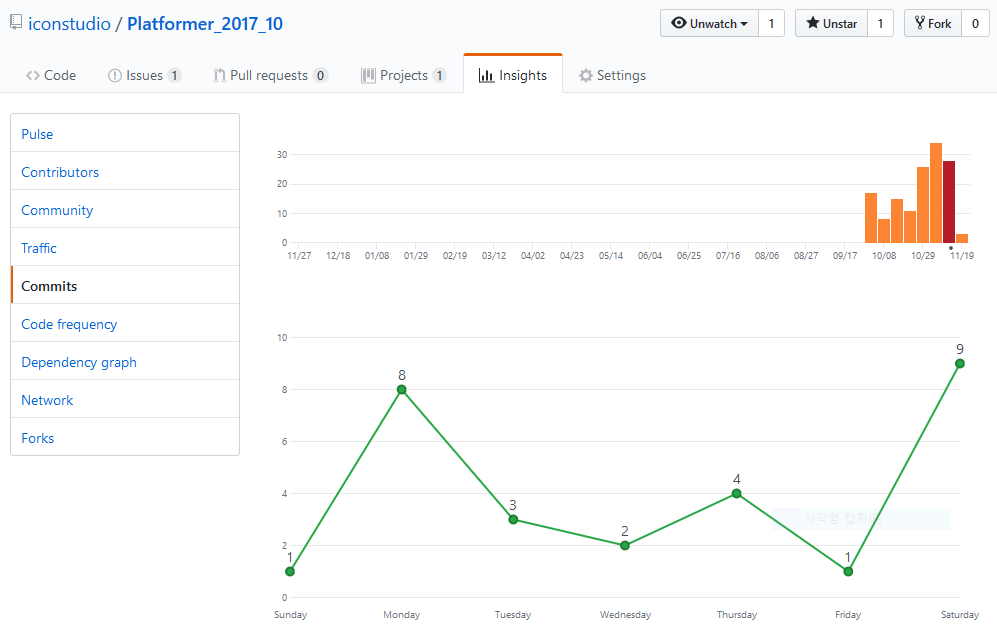 iconstudio / Platformer_2017_10
Unwatch 1 Unstar 1 Fork 0
Code Issues 1 Pull requests 0 Projects 1 Insights Settings
Pulse
Contributors
Community
Traffic
Commits
Code frequency
Dependency graph
Network
Forks
30
20
10
0
11/27 12/18 01/08 01/29 02/19 03/12 04/02 04/23 05/14 06/04 06/25 07/16 08/06 08/27 09/17 10/08 10/29 11/19
10
8
6
4
2
0
1 8 3 2 4 1 9
사각형 캡처
Sunday Monday Tuesday Wednesday Thursday Friday Saturday